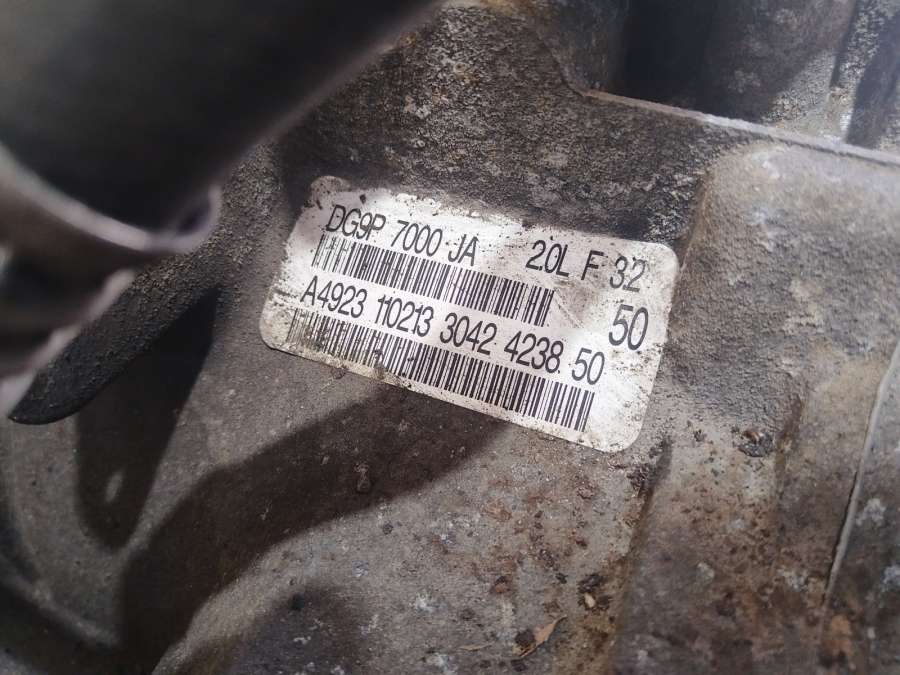 DG9P 7000 JA 2.0L F 32
50
A4923 110213 3042 4238 50